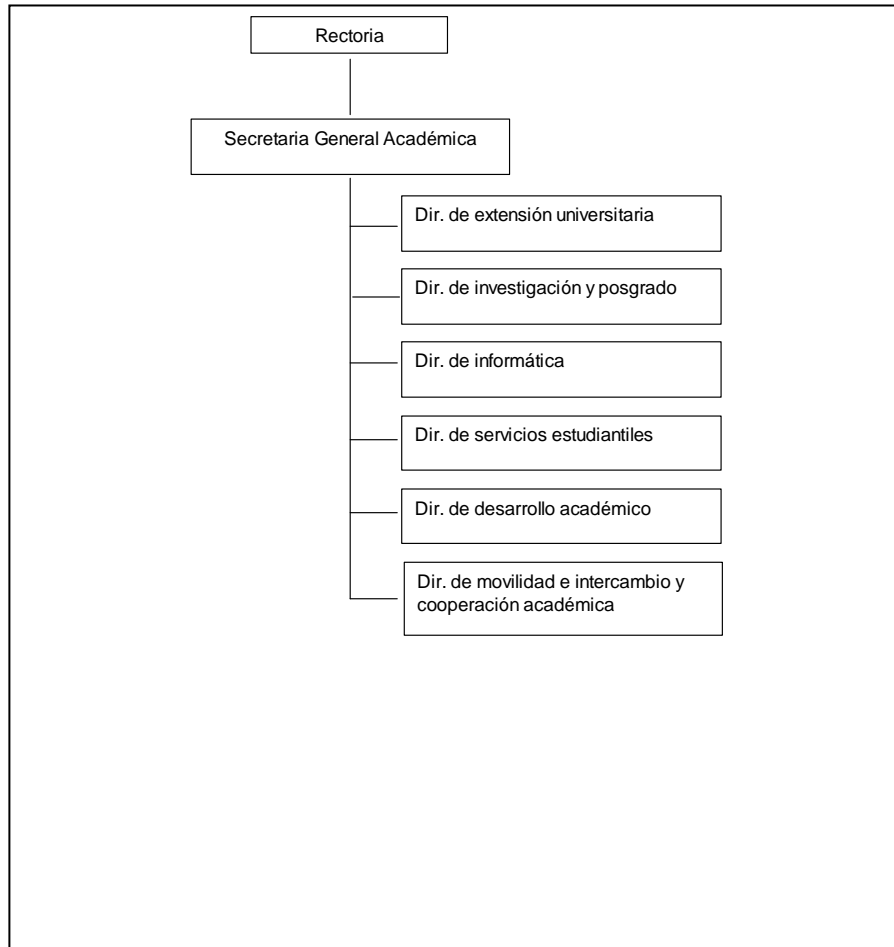 Rectoria
Secretaria General Académica
Dir. de extensión universitaria
Dir. de investigación y posgrado
Dir. de informática
Dir. de servicios estudiantiles
Dir. de desarrollo académico
Dir. de movilidad e intercambio y
cooperación académica